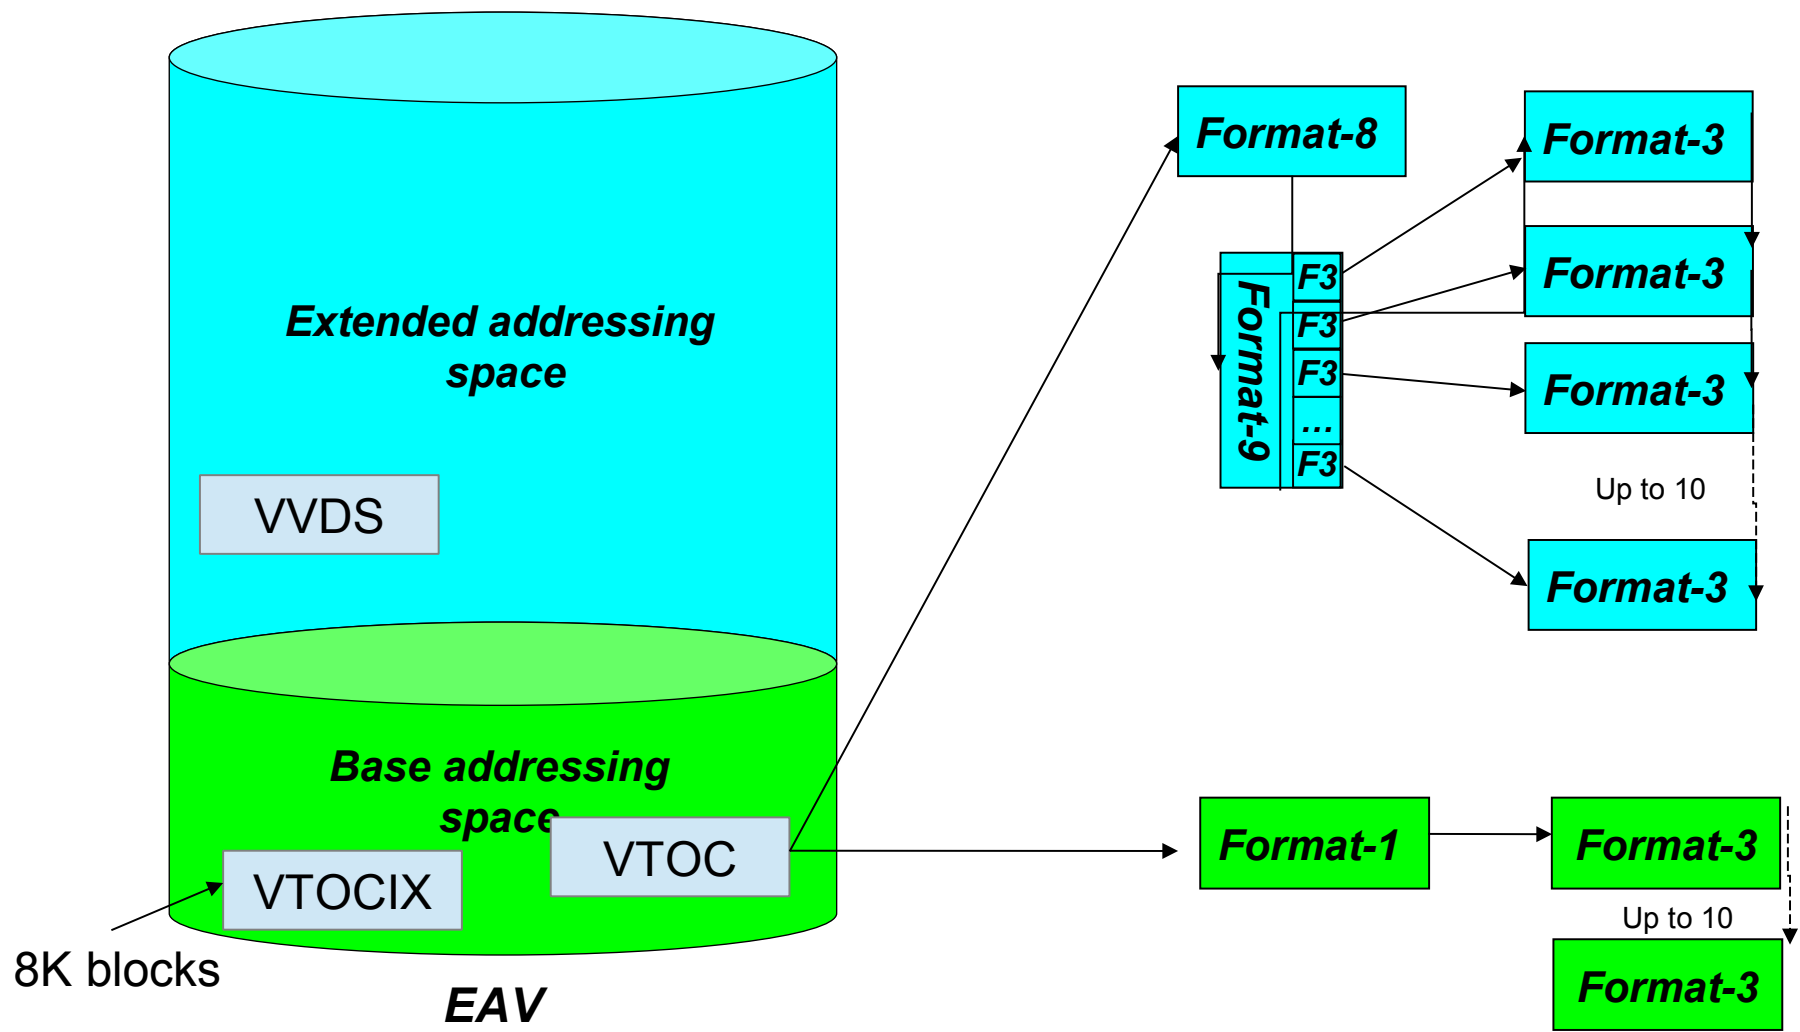 Extended addressing
space
VVDS
Base addressing
space
VTOC
VTOCIX
8K blocks
EAV
Format-8
Format-9
F3
F3
F3
...
F3
Format-3
Format-3
Format-3
Up to 10
Format-3
Format-1
Format-3
Up to 10
Format-3